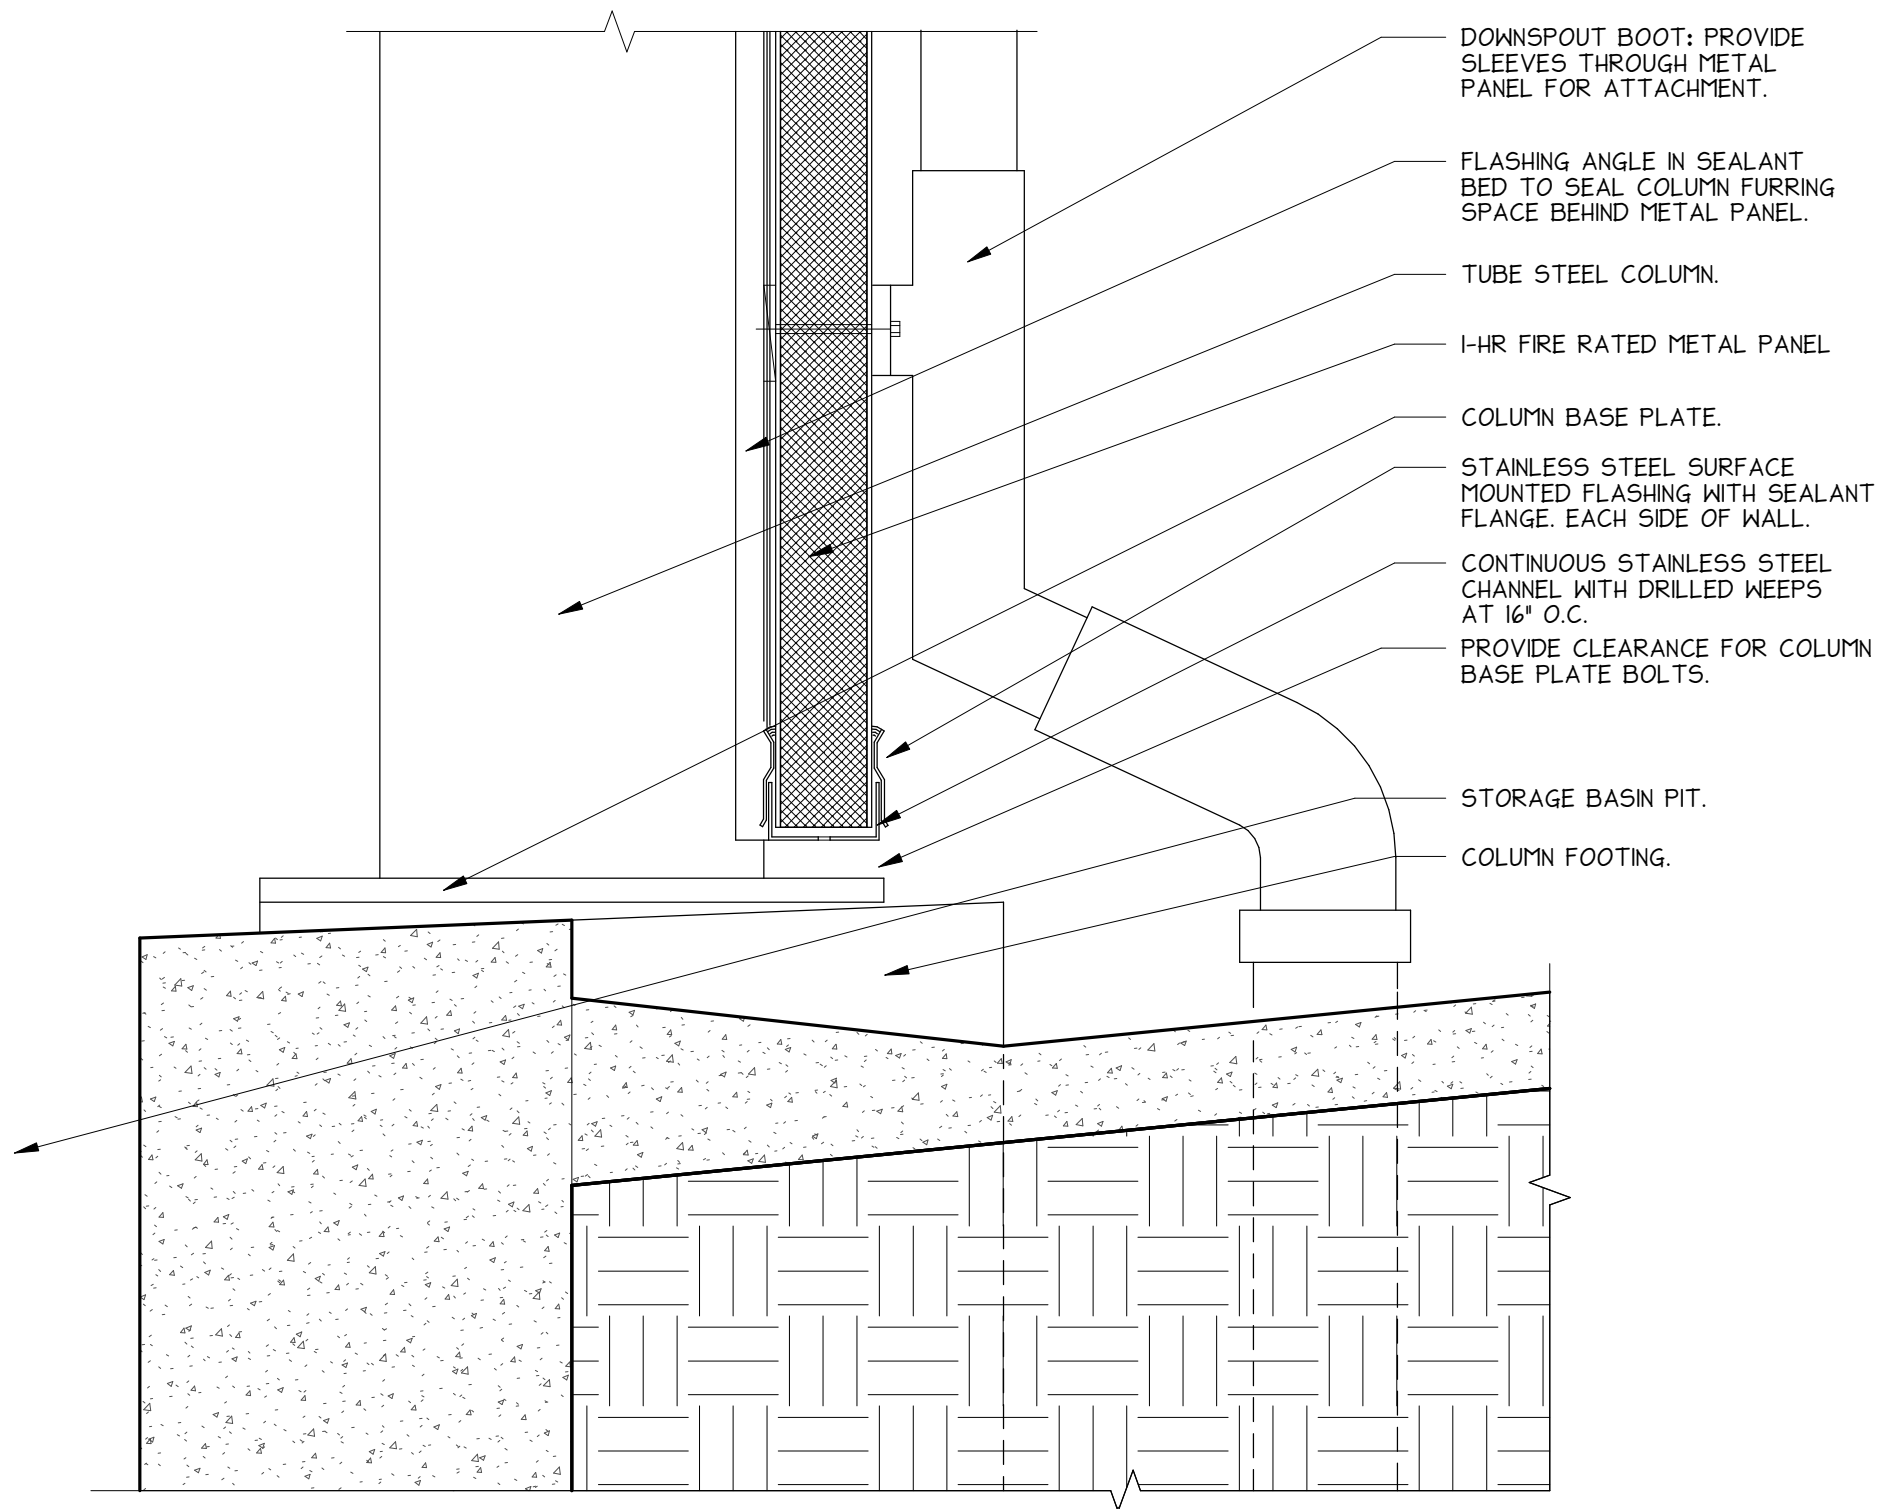 DOWNSPOUT BOOT: PROVIDE
SLEEVES THROUGH METAL
PANEL FOR ATTACHMENT.
FLASHING ANGLE IN SEALANT
BED TO SEAL COLUMN FURRING
SPACE BEHIND METAL PANEL.
TUBE STEEL COLUMN.
1-HR FIRE RATED METAL PANEL
COLUMN BASE PLATE.
STAINLESS STEEL SURFACE
MOUNTED FLASHING WITH SEALANT
FLANGE. EACH SIDE OF WALL.
CONTINUOUS STAINLESS STEEL
CHANNEL WITH DRILLED WEEPS
AT 16" O.C.
PROVIDE CLEARANCE FOR COLUMN
BASE PLATE BOLTS.
STORAGE BASIN PIT.
COLUMN FOOTING.